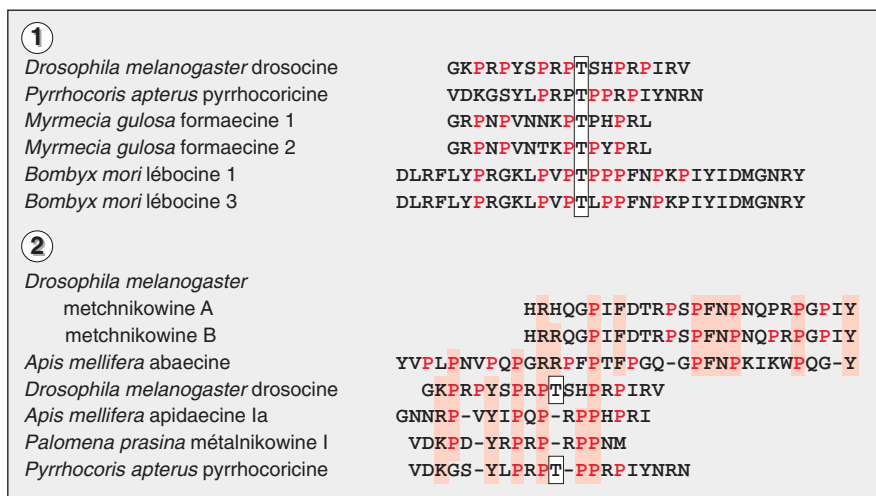 1
Drosophila melanogaster drosocine GKPRPYSPRPTSHPRPIRV
Pyrrhocoris apterus pyrrhocoricine VDKGSYLPRPTPPRPIYNRN
Myrmecia gulosa formaecine 1 GRPNPVNNKPTPHPRL
Myrmecia gulosa formaecine 2 GRPNPVNTKPTPYPRL
Bombyx mori lébocine 1 DLRFLYPRGKLPVPTPPPFNPKPIYIDMGNRY
Bombyx mori lébocine 3 DLRFLYPRGKLPVPTLPPFNPKPIYIDMGNRY
2
Drosophila melanogaster
metchnikowine A HRHQGPIFDTRPSPFNPNQPRPGPIY
metchnikowine B HRRQGPIFDTRPSPFNPNQPRPGPIY
Apis mellifera abaecine YVPLPNVPQPGRRPFPTFPGQ-GPFNPKIKWPQG-Y
Drosophila melanogaster drosocine GKPRPYSPRPTSHPRPIRV
Apis mellifera apidaecine Ia GNNRP-VYIPQP-RPPHPRI
Palomena prasina métalnikowine I VDKPD-YRPRP-RPPNM
Pyrrhocoris apterus pyrrhocoricine VDKGS-YLPRPT-PPRPIYNRN